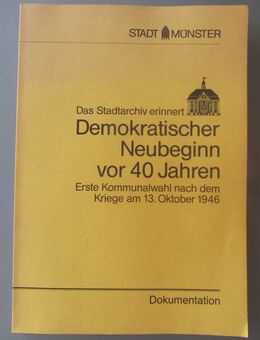 STADT MÜNSTER
Das Stadtarchiv erinnert
Demokratischer
Neubeginn
vor 40 Jahren
Erste Kommunalwahl nach dem
Kriege am 13. Oktober 1946
Dokumentation